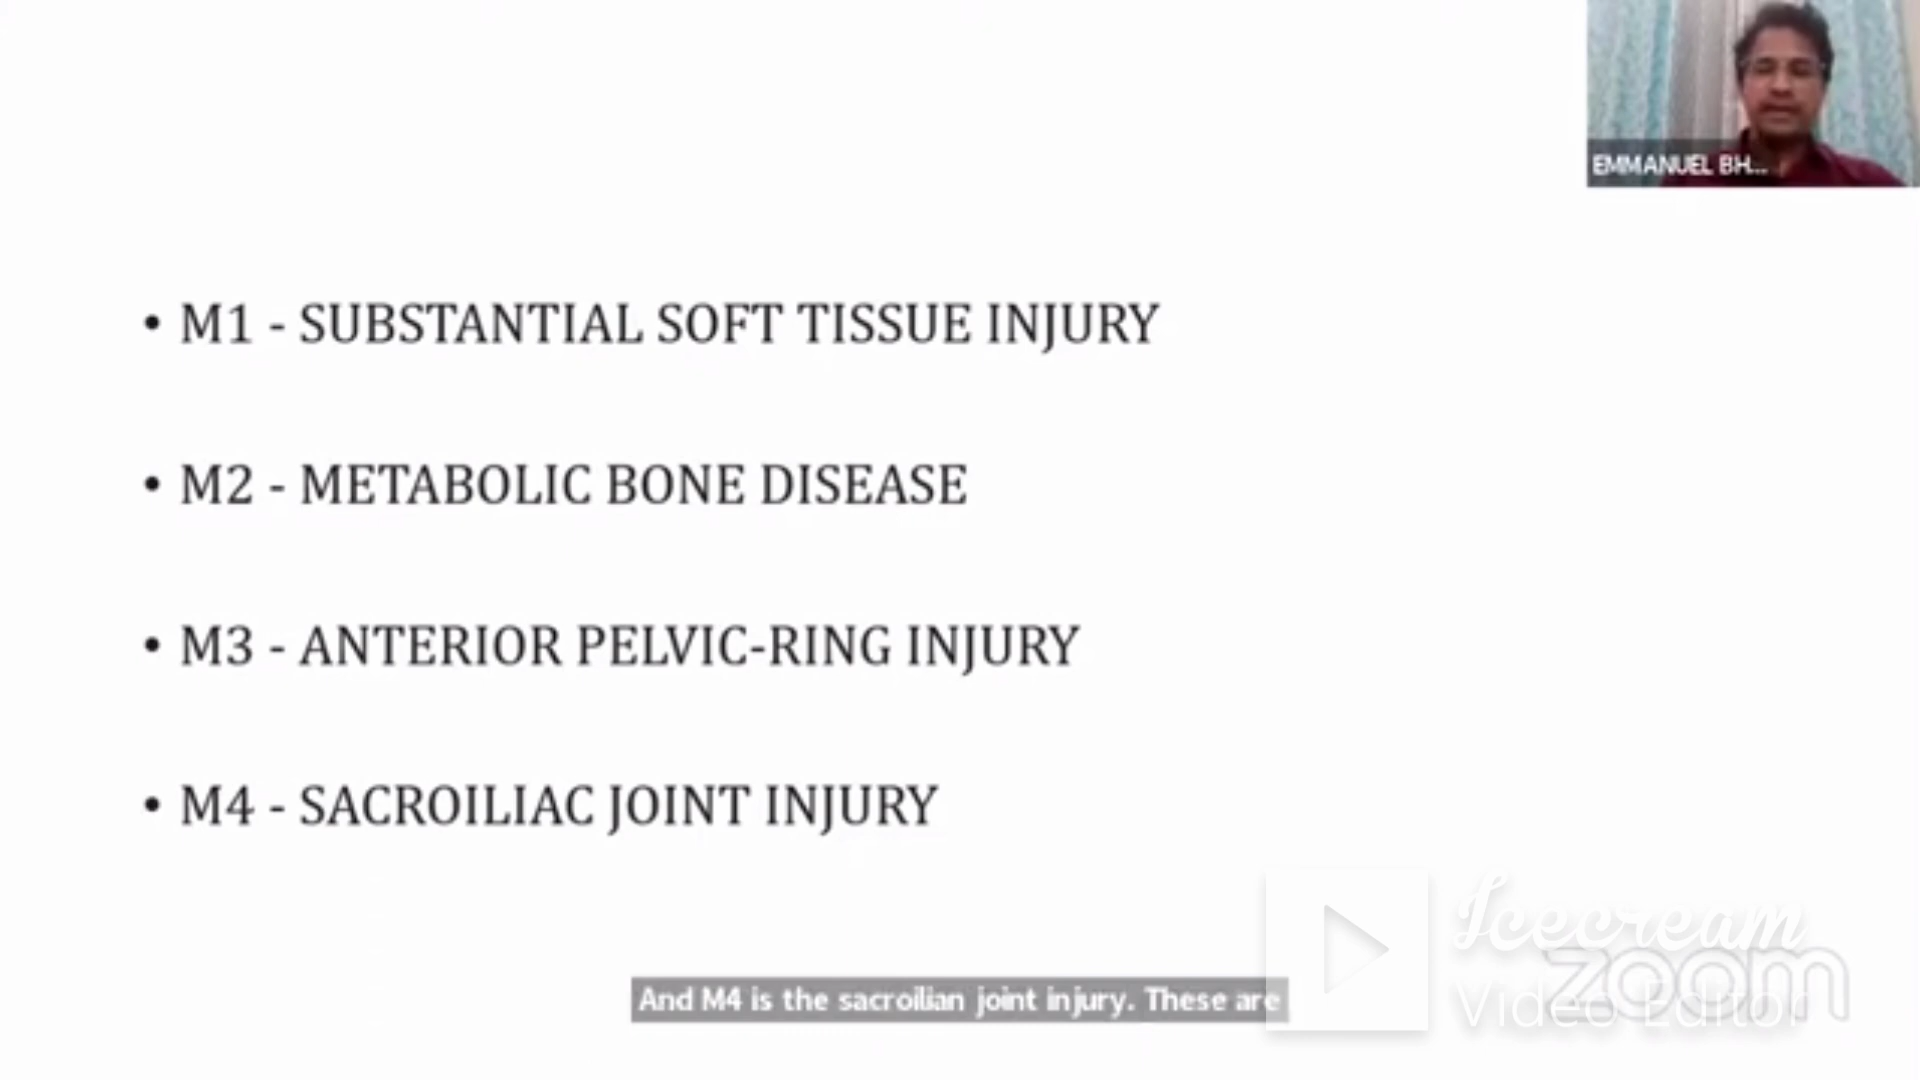 EMMANUEL BH...
• M1 - SUBSTANTIAL SOFT TISSUE INJURY
• M2 - METABOLIC BONE DISEASE
• M3 - ANTERIOR PELVIC-RING INJURY
• M4 - SACROILIAC JOINT INJURY
And M4 is the sacroilian joint injury. These are
Icecream
zoom
Video Editor